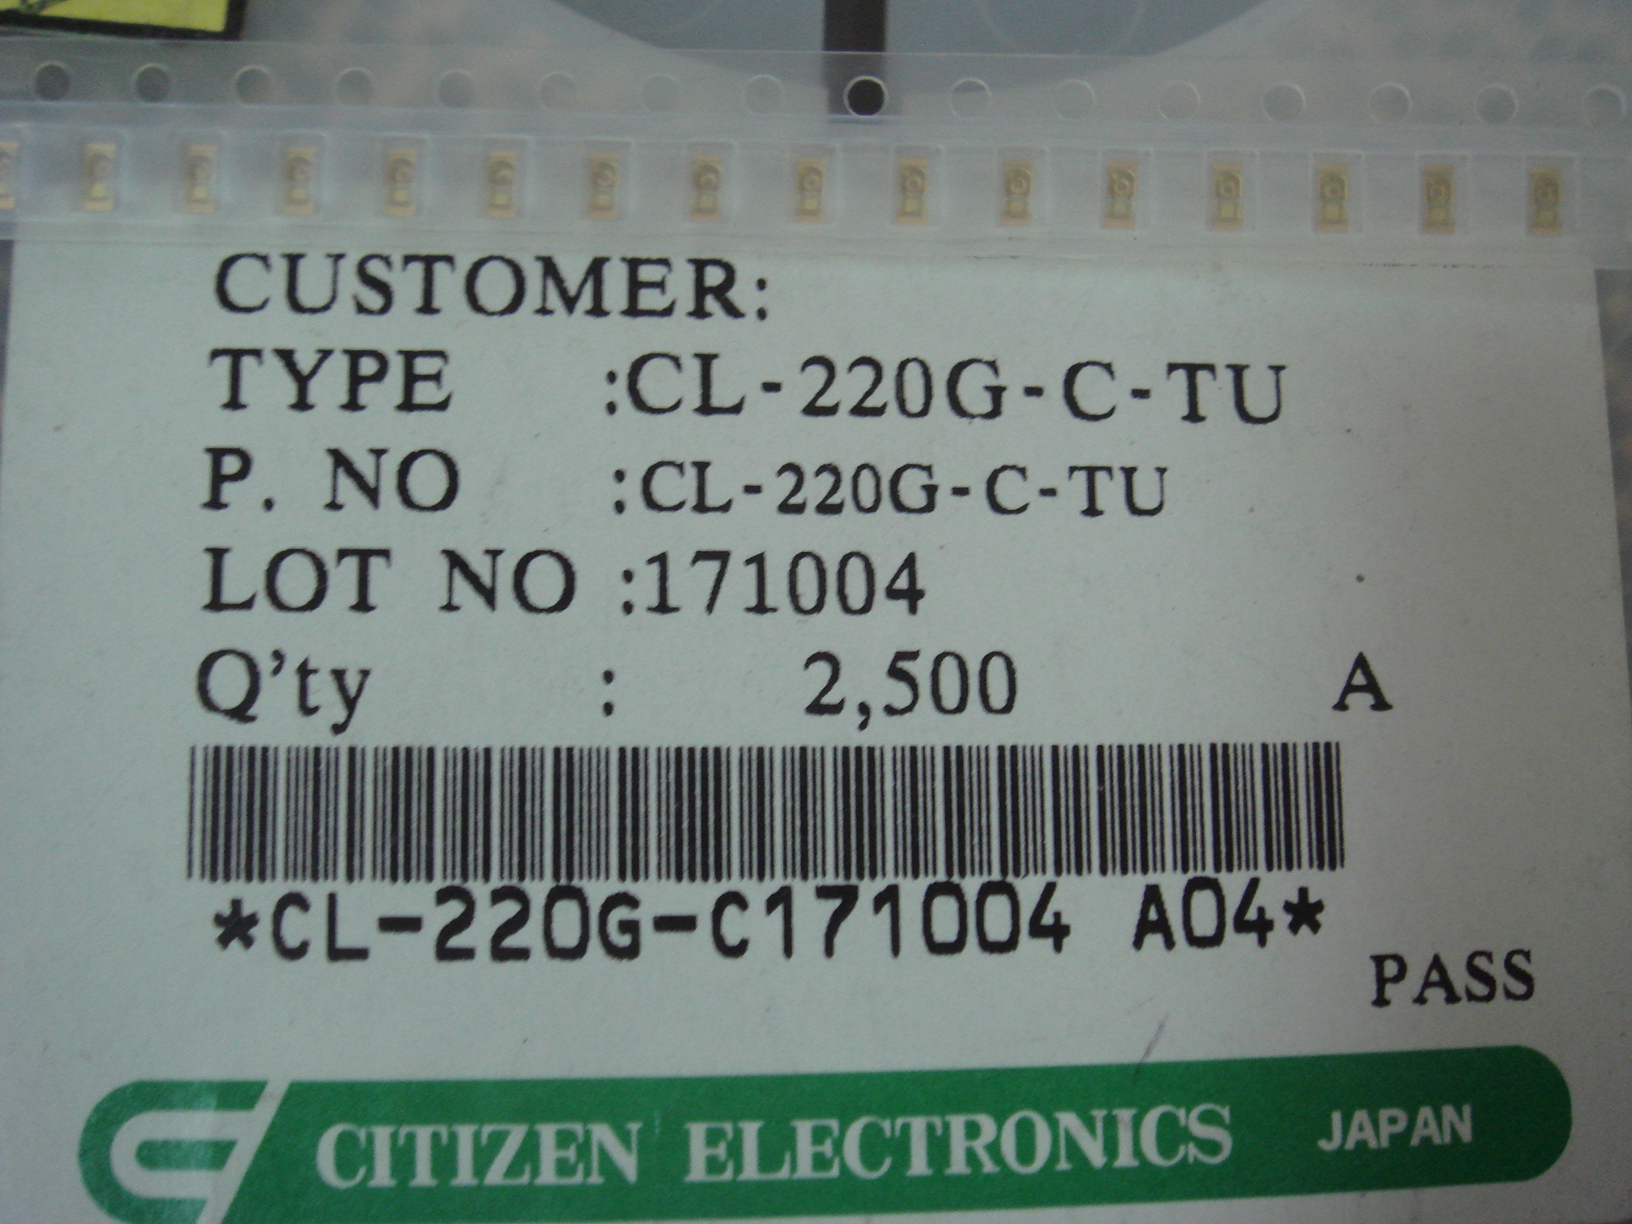 CUSTOMER:
TYPE :CL-220G-C-TU
P. NO :CL-220G-C-TU
LOT NO :171004
Q'ty : 2,500 A
*CL-220G-C171004 A04*
PASS
CITIZEN ELECTRONICS JAPAN